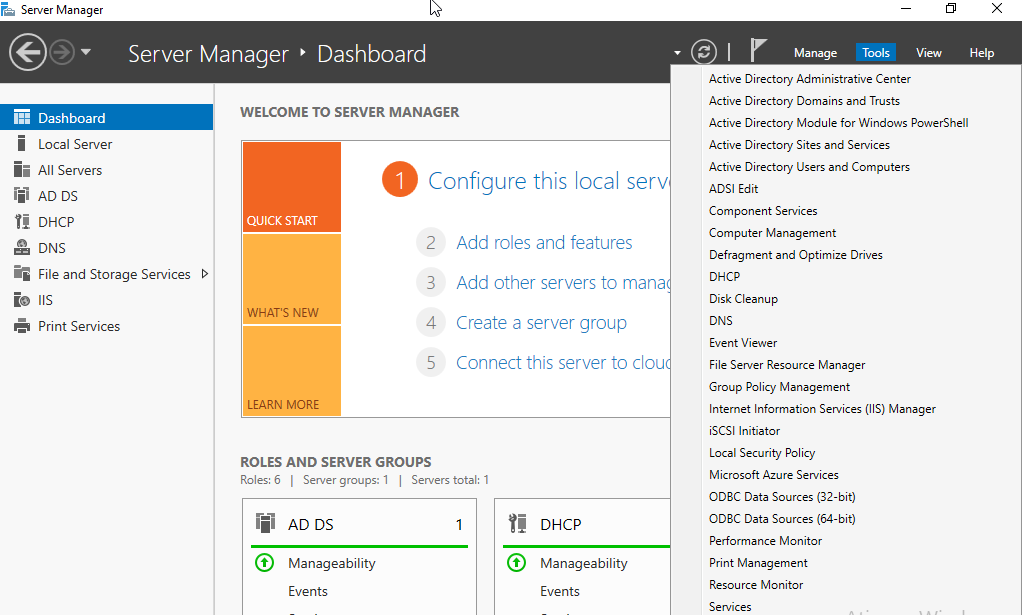 Server Manager
Server Manager ‣ Dashboard
Manage Tools View Help
Dashboard
Local Server
All Servers
AD DS
DHCP
DNS
File and Storage Services
IIS
Print Services
WELCOME TO SERVER MANAGER
QUICK START
WHAT'S NEW
LEARN MORE
1 Configure this local serv
2 Add roles and features
3 Add other servers to manag
4 Create a server group
5 Connect this server to cloud
ROLES AND SERVER GROUPS
Roles: 6 | Server groups: 1 | Servers total: 1
AD DS 1
Manageability
Events
DHCP
Manageability
Events
Active Directory Administrative Center
Active Directory Domains and Trusts
Active Directory Module for Windows PowerShell
Active Directory Sites and Services
Active Directory Users and Computers
ADSI Edit
Component Services
Computer Management
Defragment and Optimize Drives
DHCP
Disk Cleanup
DNS
Event Viewer
File Server Resource Manager
Group Policy Management
Internet Information Services (IIS) Manager
iSCSI Initiator
Local Security Policy
Microsoft Azure Services
ODBC Data Sources (32-bit)
ODBC Data Sources (64-bit)
Performance Monitor
Print Management
Resource Monitor
Services